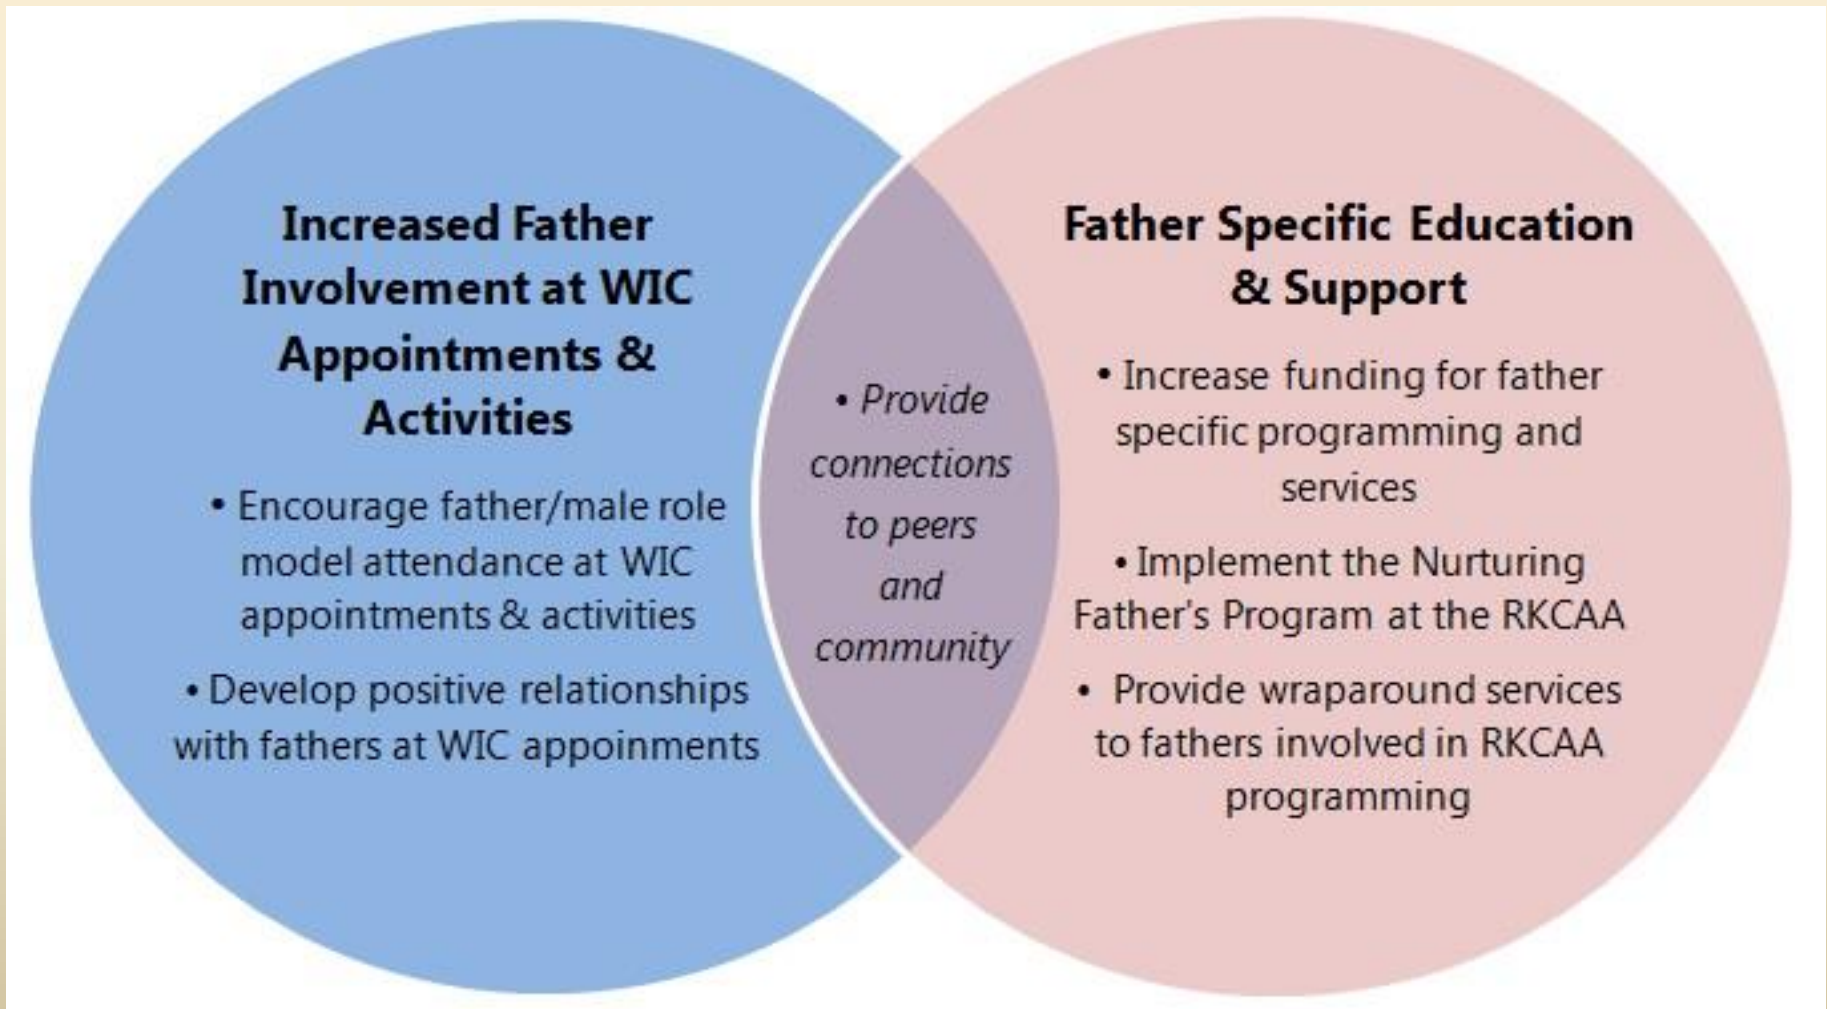 Increased Father
Involvement at WIC
Appointments &
Activities
• Encourage father/male role
model attendance at WIC
appointments & activities
• Develop positive relationships
with fathers at WIC appoinments
• Provide
connections
to peers
and
community
Father Specific Education
& Support
• Increase funding for father
specific programming and
services
• Implement the Nurturing
Father's Program at the RKCAA
• Provide wraparound services
to fathers involved in RKCAA
programming